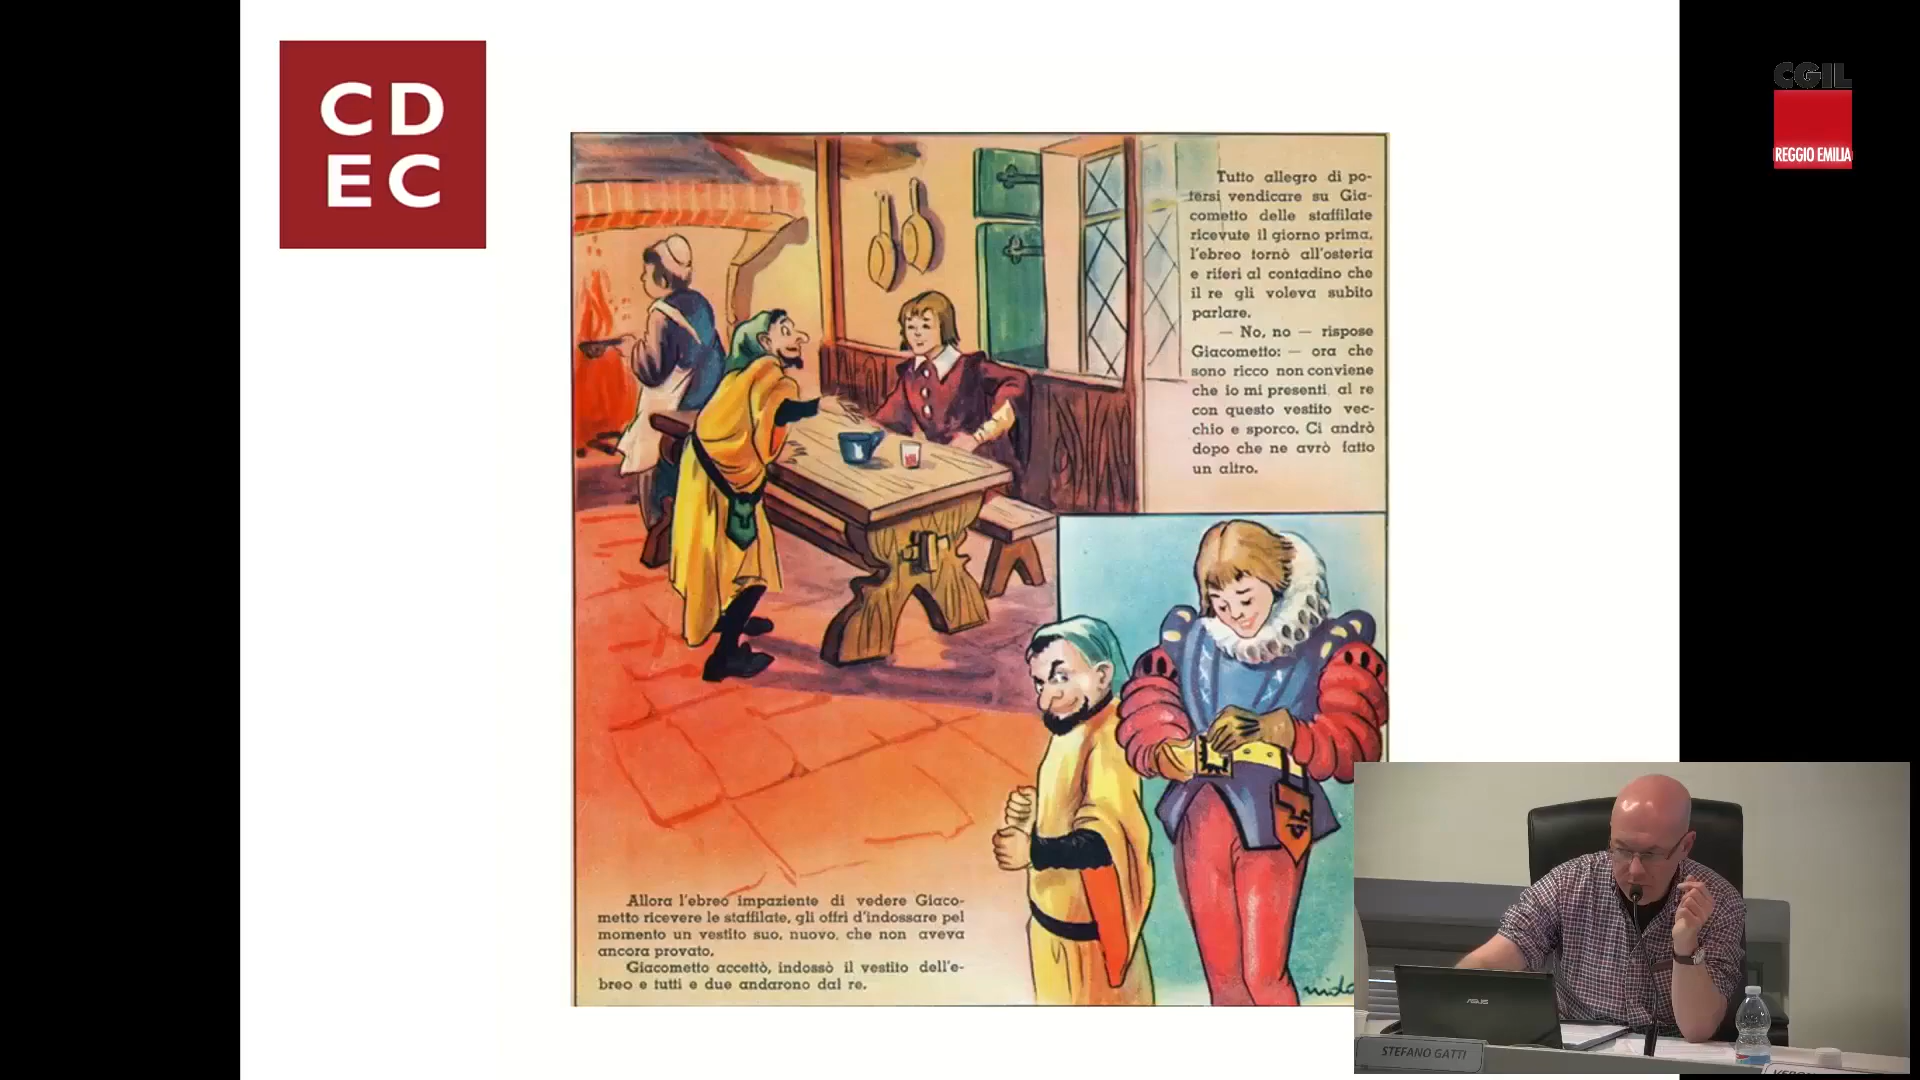 CD
EC
CGIL
REGGIO EMILIA
Tutto allegro di po-
tersi vendicare su Gia-
cometto delle staffilate
ricevute il giorno prima,
l'ebreo tornò all'osteria
e riferì al contadino che
il re gli voleva subito
parlare.
— No, no — rispose
Giacometto: — ora che
sono ricco non conviene
che io mi presenti al re
con questo vestito vec-
chio e sporco. Ci andrò
dopo che ne avrò fatto
un altro.
Allora l'ebreo impaziente di vedere Giaco-
metto ricevere le staffilate, gli offrì d'indossare pel
momento un vestito suo, nuovo, che non aveva
ancora provato.
Giacometto accettò, indossò il vestito dell'e-
breo e tutti e due andarono dal re.
ASUS
STEFANO GATTI